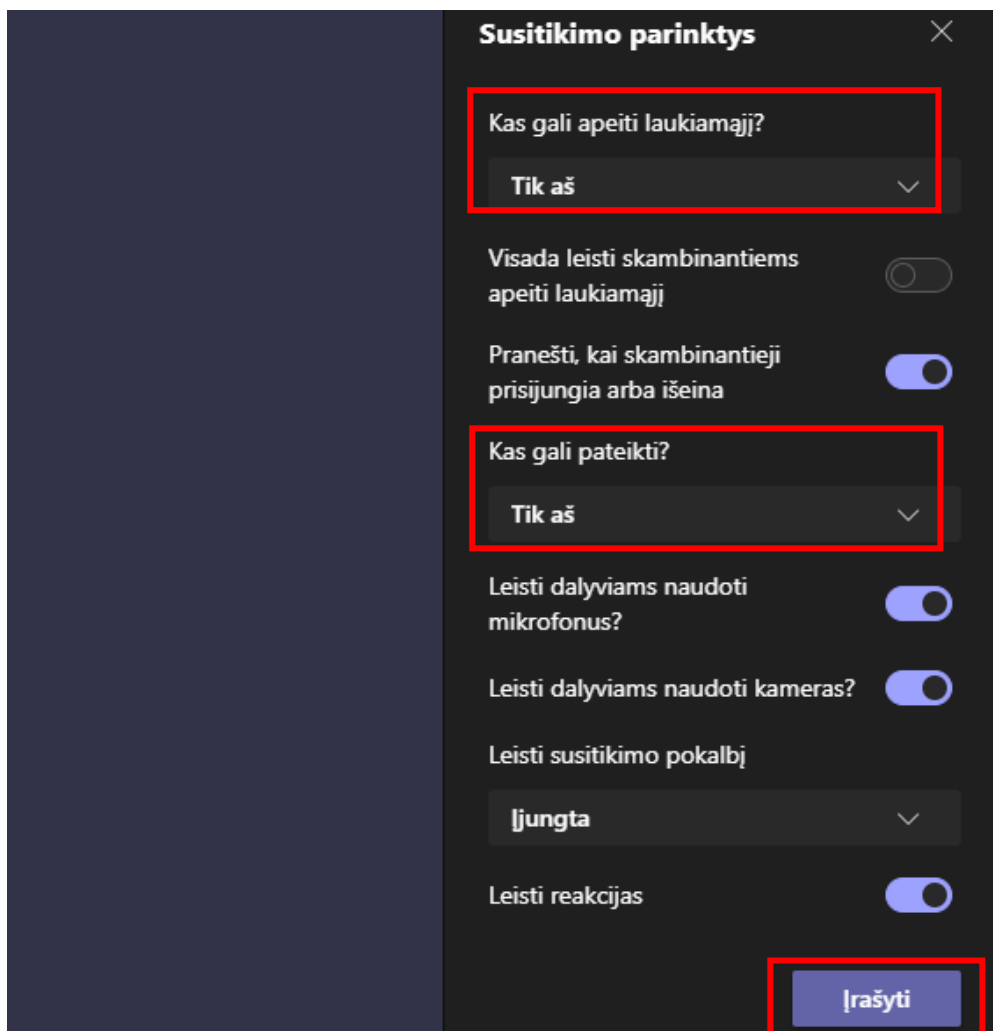 Susitikimo parinktys
Kas gali apeiti laukiamąjį?
Tik aš
Visada leisti skambinantiems
apeiti laukiamąjį
Pranešti, kai skambinantieji
prisijungia arba išeina
Kas gali pateikti?
Tik aš
Leisti dalyviams naudoti
mikrofonus?
Leisti dalyviams naudoti kameras?
Leisti susitikimo pokalbį
Įjungta
Leisti reakcijas
Įrašyti